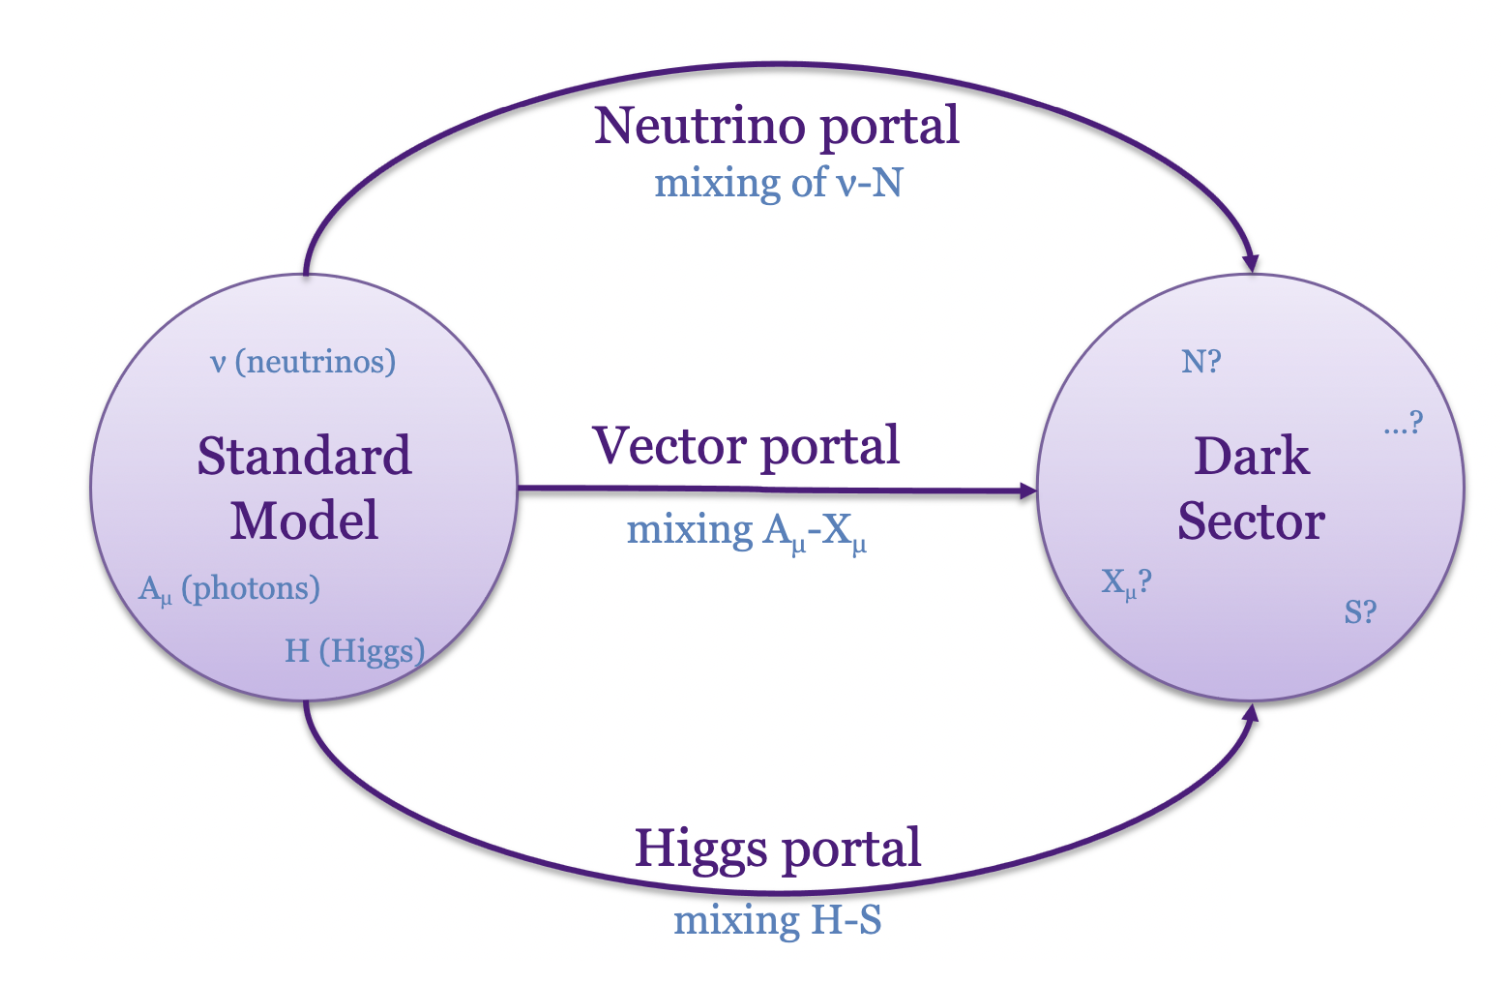 Neutrino portal
mixing of ν-N
ν (neutrinos)
Standard
Model
Aμ (photons)
H (Higgs)
Vector portal
mixing Aμ-Xμ
N?
...?
Dark
Sector
Xμ?
S?
Higgs portal
mixing H-S